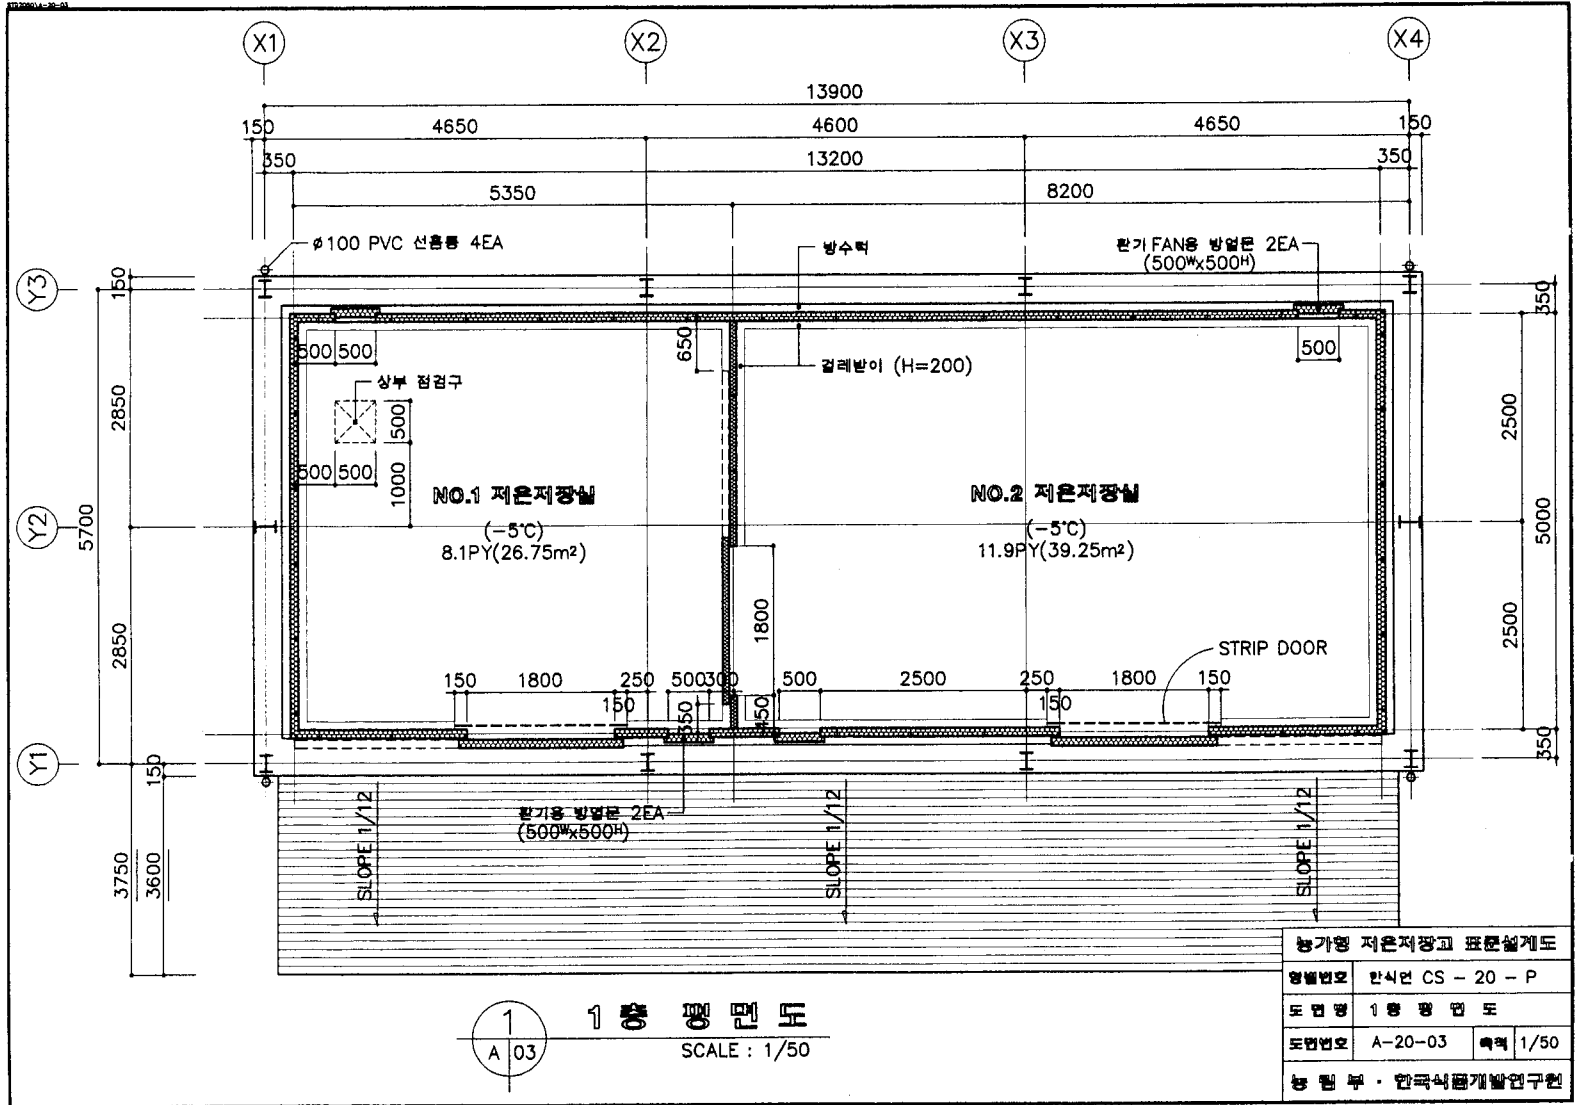 X1
X2
X3
X4
13900
150
4650
4600
4650
150
350
13200
350
5350
8200
ø100 PVC 선홈통 4EA
방수턱
환기 FAN용 방열문 2EA
(500ᵂx500ᴴ)
Y3
150
350
500 500
650
걸레받이 (H=200)
500
상부 점검구
2850
500
2500
500 500
1000
NO.1 저온저장실
(-5℃)
8.1PY(26.75m²)
NO.2 저온저장실
(-5℃)
11.9PY(39.25m²)
Y2
5700
5000
2850
1800
2500
STRIP DOOR
150
1800
250
500
300
500
2500
250
1800
150
150
150
350
450
Y1
150
350
환기용 방열문 2EA
(500ᵂx500ᴴ)
SLOPE 1/12
SLOPE 1/12
SLOPE 1/12
3750
3600
1
A 03
1층 평면도
SCALE : 1/50
농가형 저온저장고 표준설계도
형별번호 한식연 CS - 20 - P
도면명 1층 평면도
도면번호 A-20-03 축척 1/50
농림부 · 한국식품개발연구원